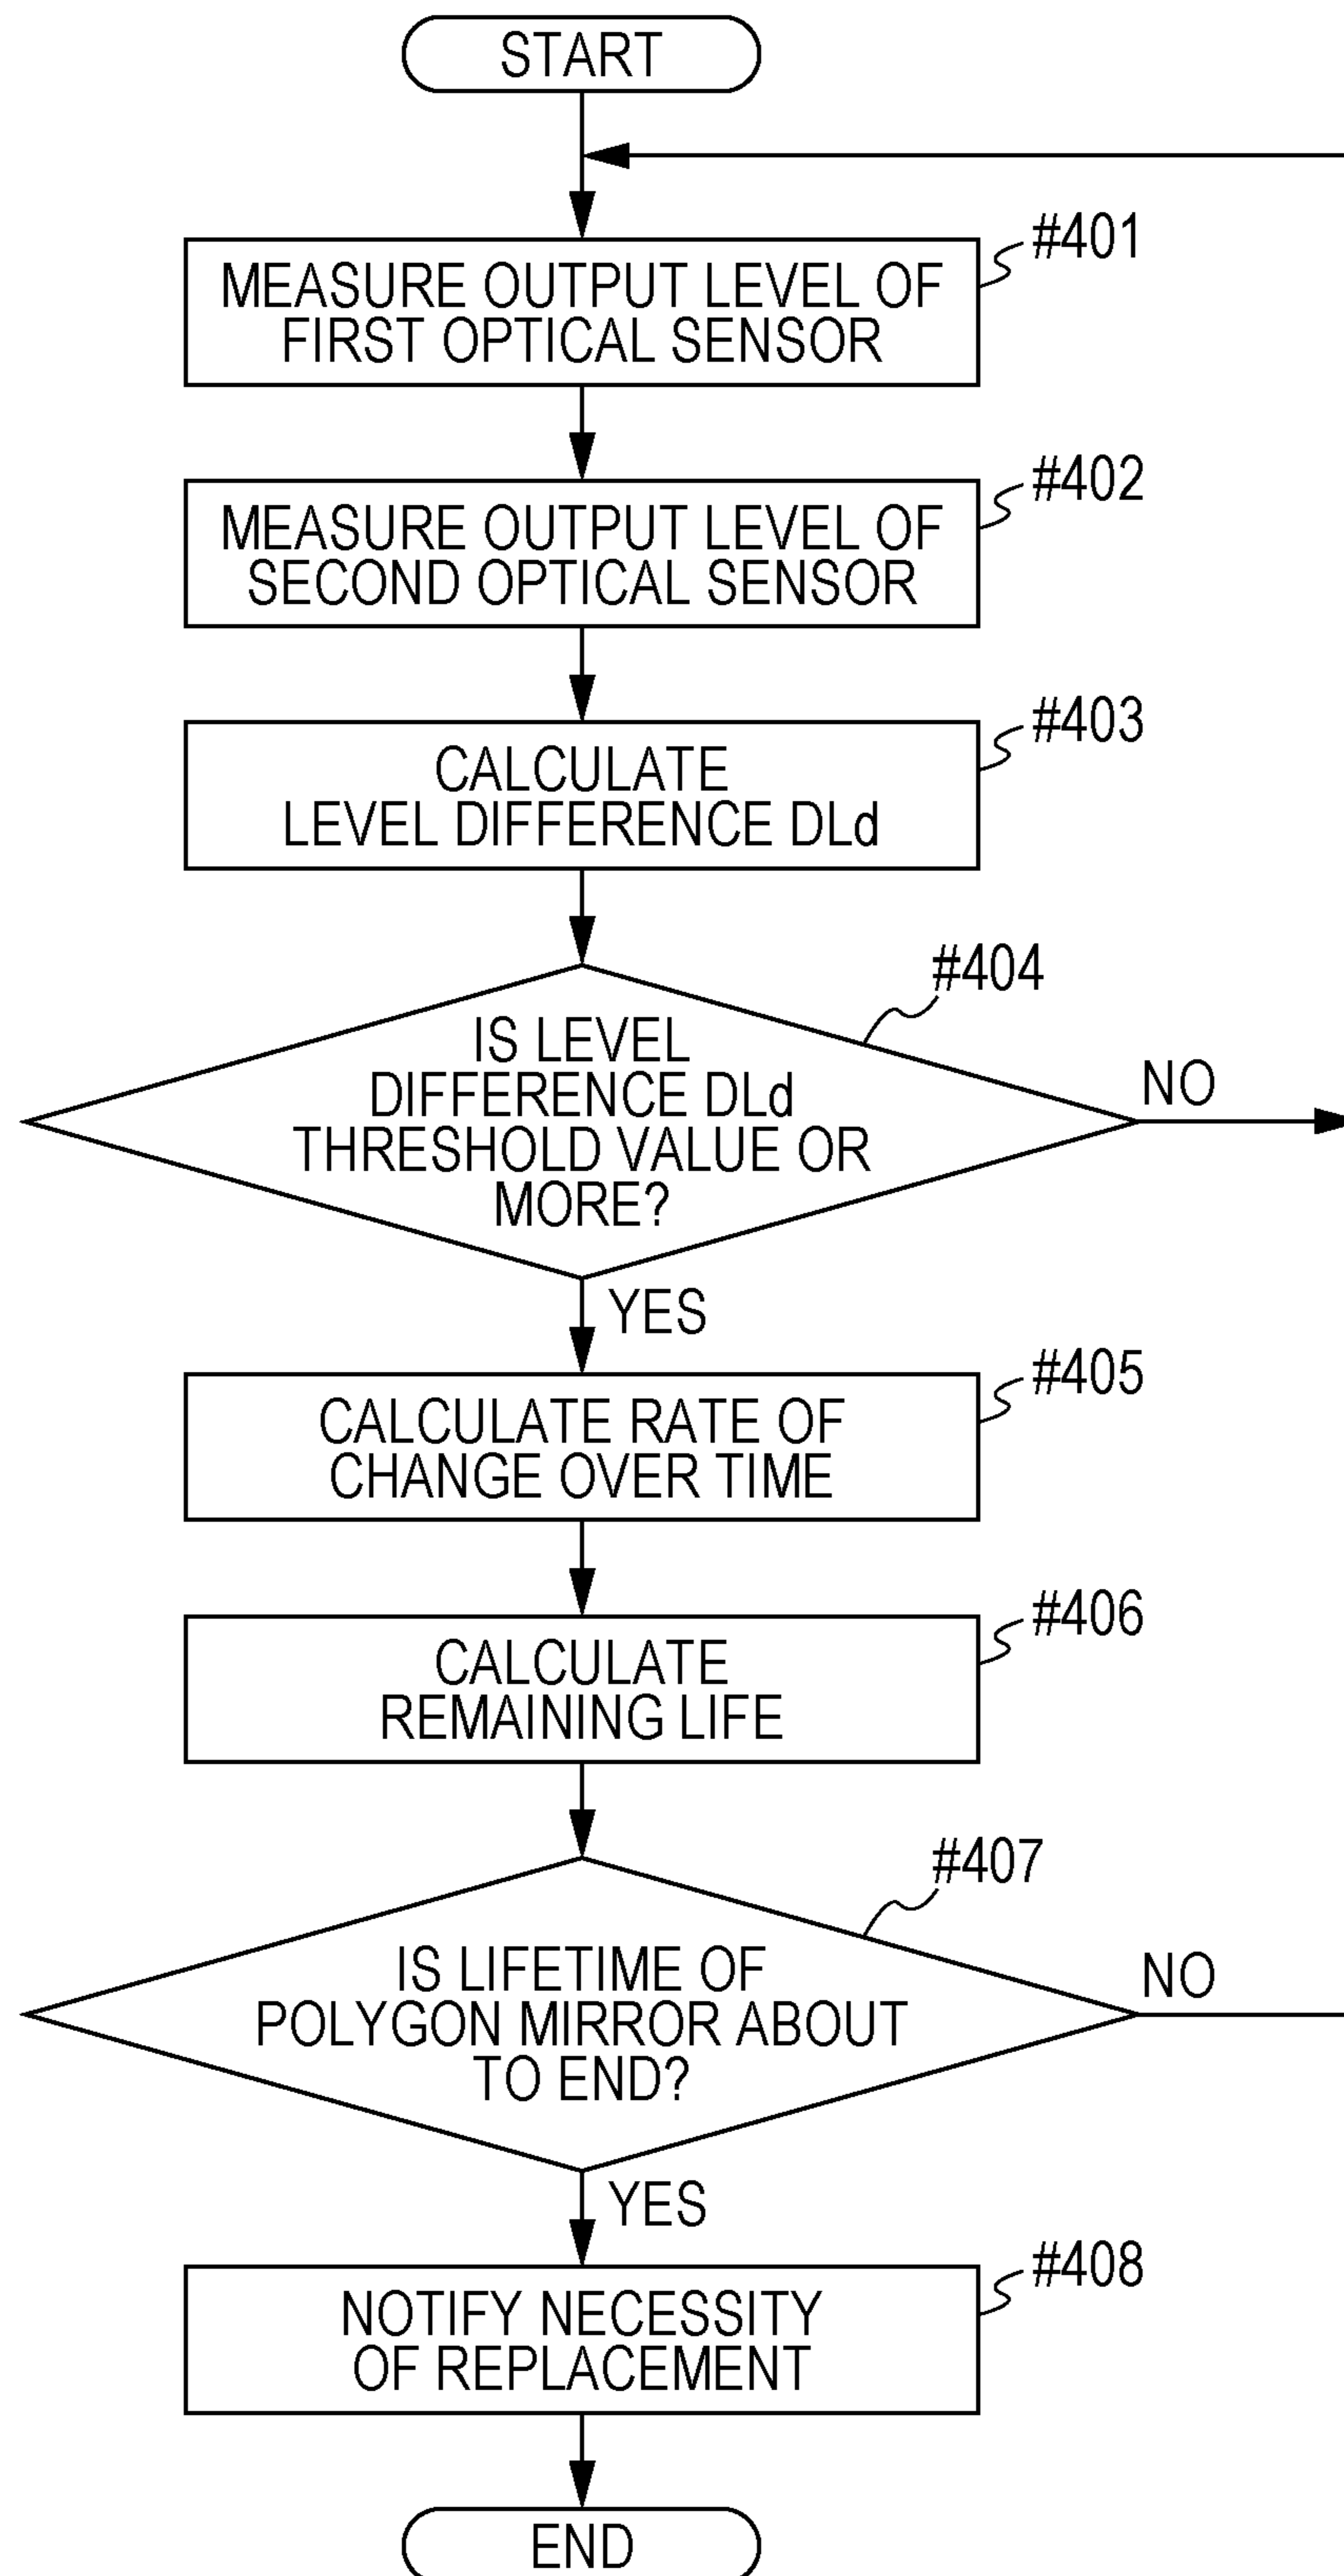 START
#401
MEASURE OUTPUT LEVEL OF
FIRST OPTICAL SENSOR
#402
MEASURE OUTPUT LEVEL OF
SECOND OPTICAL SENSOR
#403
CALCULATE
LEVEL DIFFERENCE DLd
#404
IS LEVEL
DIFFERENCE DLd
THRESHOLD VALUE OR
MORE?
NO
YES
#405
CALCULATE RATE OF
CHANGE OVER TIME
#406
CALCULATE
REMAINING LIFE
#407
IS LIFETIME OF
POLYGON MIRROR ABOUT
TO END?
NO
YES
#408
NOTIFY NECESSITY
OF REPLACEMENT
END